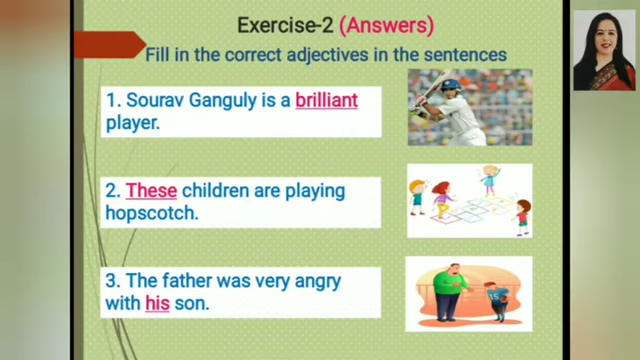 Exercise-2 (Answers)
Fill in the correct adjectives in the sentences
1. Sourav Ganguly is a brilliant
player.
2. These children are playing
hopscotch.
3. The father was very angry
with his son.